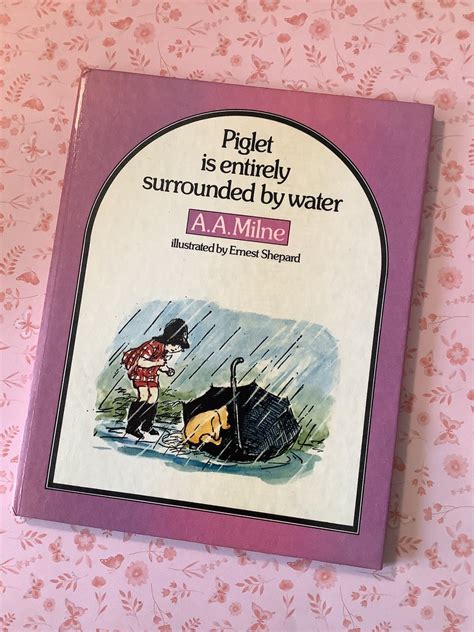 Piglet
is entirely
surrounded by water
A.A.Milne
illustrated by Ernest Shepard